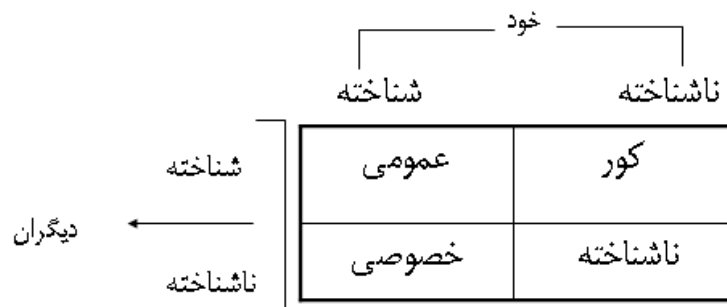 خود
شناخته ناشناخته
شناخته عمومی کور
دیگران
ناشناخته خصوصی ناشناخته